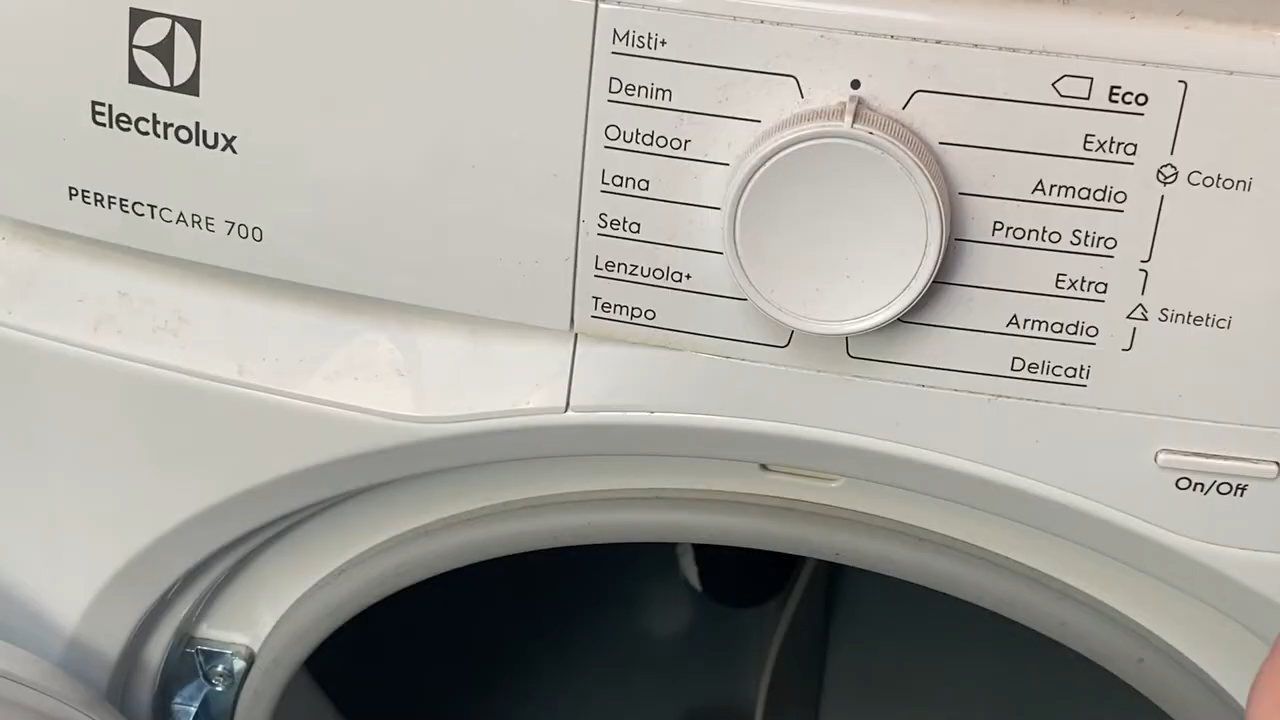 Electrolux
PERFECTCARE 700
Misti+
Denim
Outdoor
Lana
Seta
Lenzuola+
Tempo
Eco
Extra
Armadio
Pronto Stiro
Cotoni
Extra
Armadio
Sintetici
Delicati
On/Off